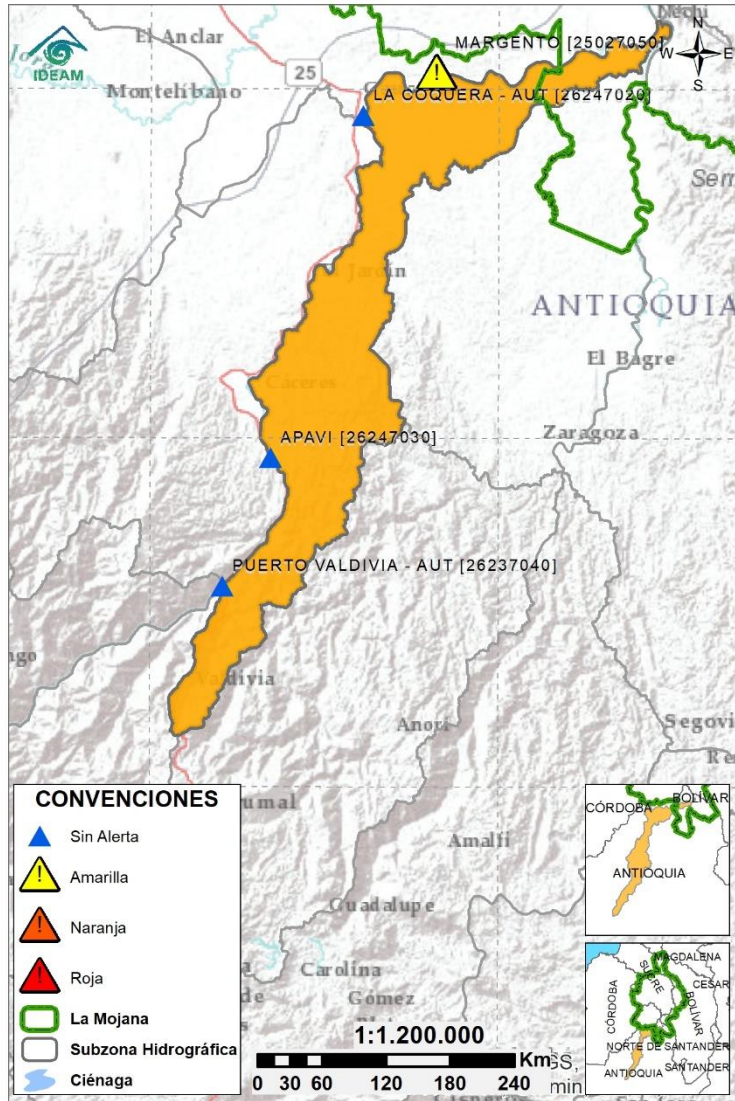 Nechí
N
W E
S
El Anclar
MARGENTO [25027050]
IDEAM
25
Montelíbano
LA COQUERA - AUT [26247020]
El Jardín
ANTIOQUIA
El Bagre
Cáceres
APAVI [26247030]
Zaragoza
PUERTO VALDIVIA - AUT [26237040]
Valdivia
Anorí
Amalfi
Guadalupe
Carolina
Gómez
CONVENCIONES
Sin Alerta
Amarilla
Naranja
Roja
La Mojana
Subzona Hidrográfica
Ciénaga
1:1.200.000
Km
0 30 60 120 180 240
CÓRDOBA
BOLÍVAR
ANTIOQUIA
MAGDALENA
SUCRE
CESAR
CÓRDOBA
BOLÍVAR
NORTE DE SANTANDER
SANTANDER
ANTIOQUIA